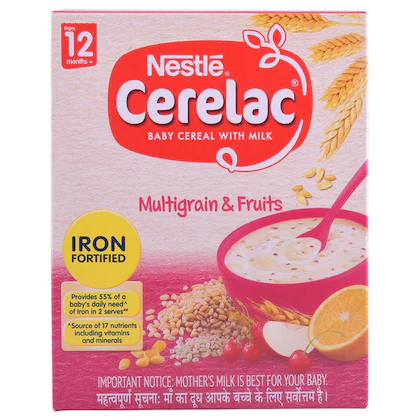 from
12
months +
Nestlé®
Cerelac®
BABY CEREAL WITH MILK
Multigrain & Fruits
IRON
FORTIFIED
Provides 55% of a
baby's daily need^
of Iron in 2 serves**
^Source of 17 nutrients
including vitamins
and minerals
IMPORTANT NOTICE: MOTHER'S MILK IS BEST FOR YOUR BABY.
महत्वपूर्ण सूचना: माँ का दूध आपके बच्चे के लिए सर्वोत्तम है।